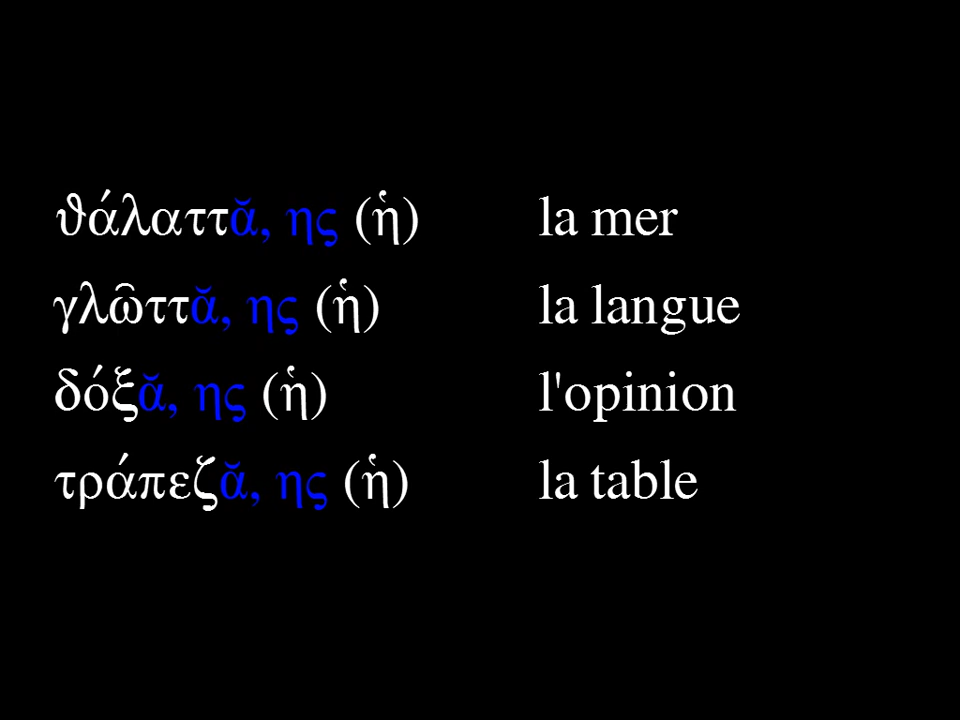 ϑάλαττᾰ, ης (ἡ) la mer
γλῶττᾰ, ης (ἡ) la langue
δόξᾰ, ης (ἡ) l'opinion
τράπεζᾰ, ης (ἡ) la table